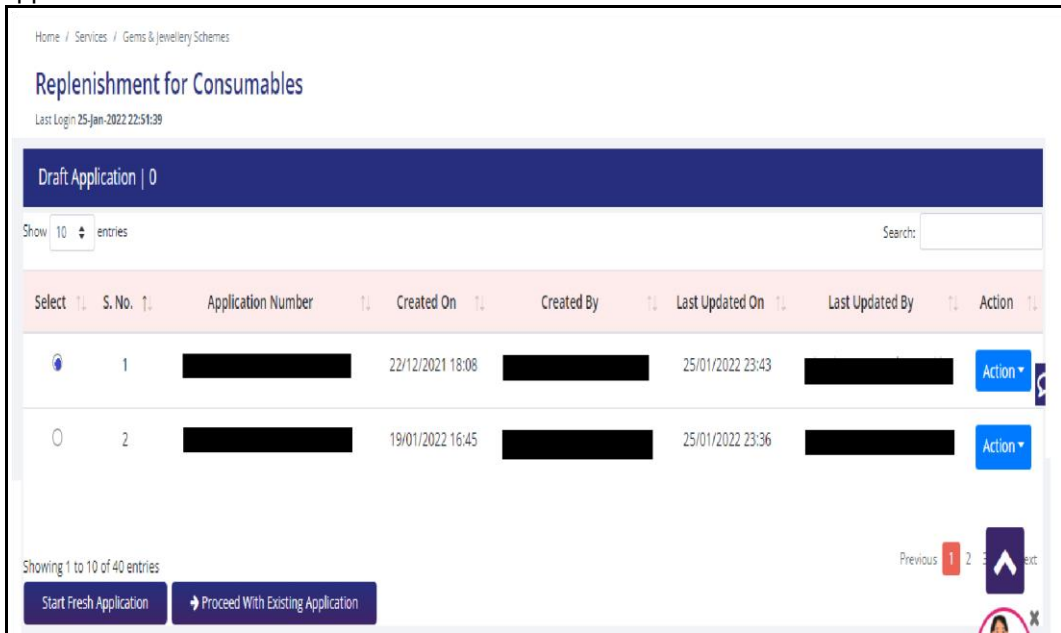 Home / Services / Gems & Jewellery Schemes
Replenishment for Consumables
Last Login 25-Jan-2022 22:51:39
Draft Application | 0
Show 10 entries Search:
Select S. No. Application Number Created On Created By Last Updated On Last Updated By Action
1 22/12/2021 18:08 25/01/2022 23:43 Action
2 19/01/2022 16:45 25/01/2022 23:36 Action
Showing 1 to 10 of 40 entries Previous 1 2
Start Fresh Application Proceed With Existing Application